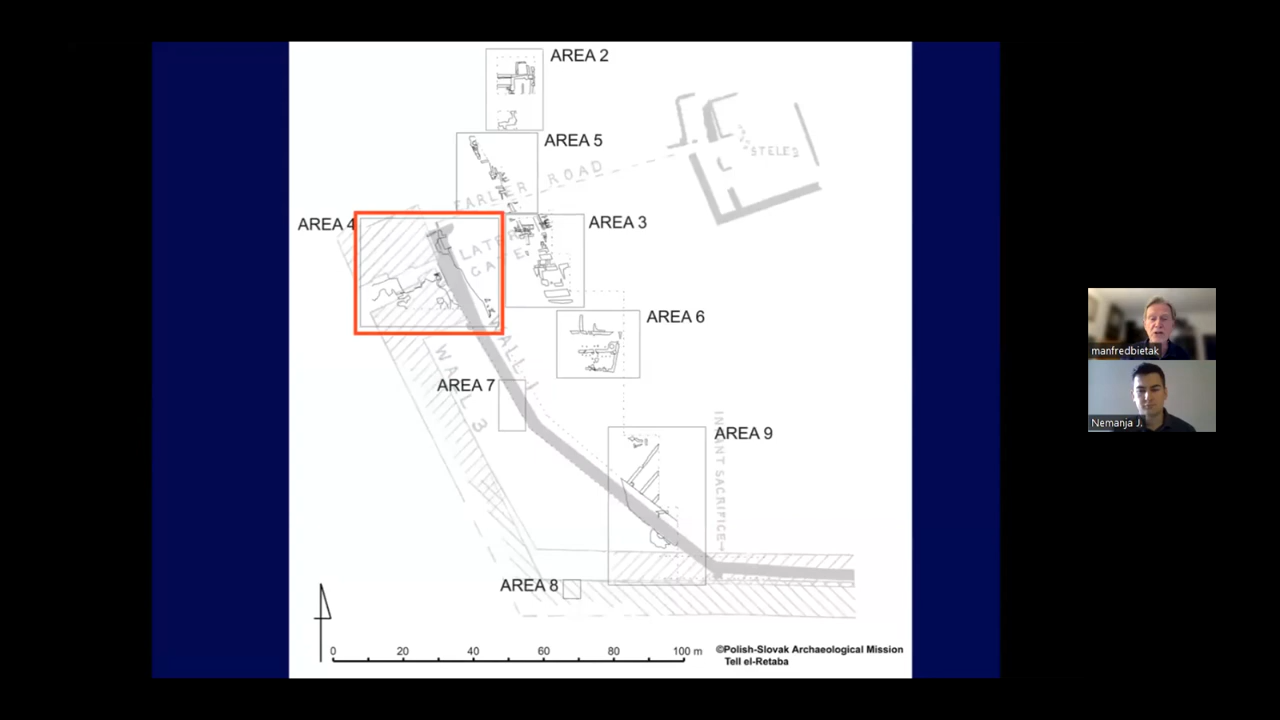 AREA 2
AREA 5
STELES
EARLIER ROAD
AREA 4
AREA 3
LATER
GATE
AREA 6
WALL 1
AREA 7
WALL 3
AREA 9
INFANT SACRIFICE→
AREA 8
0 20 40 60 80 100 m
©Polish-Slovak Archaeological Mission
Tell el-Retaba
manfredbietak
Nemanja J.